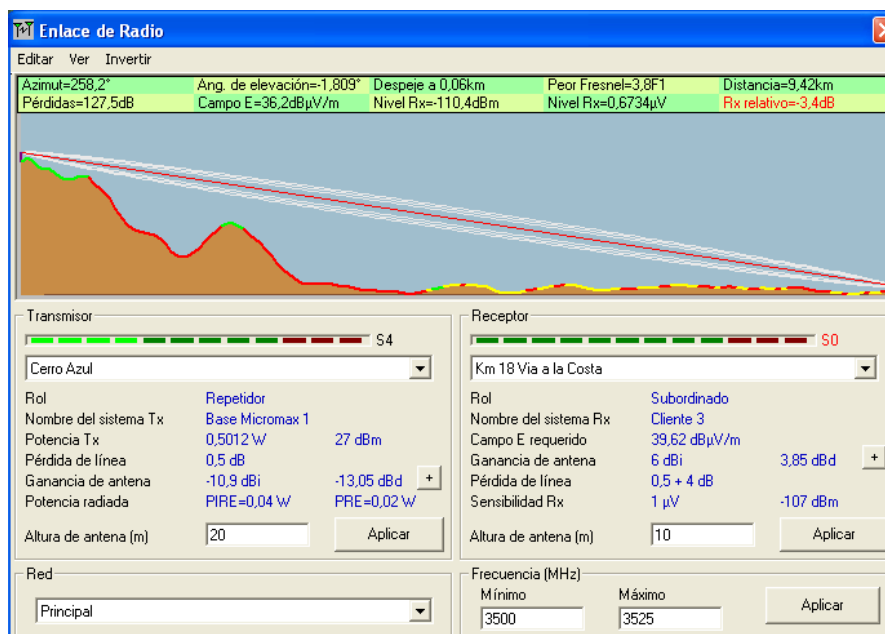 Enlace de Radio
Editar Ver Invertir
Azimut=258,2° Ang. de elevación=-1,809° Despeje a 0,06km Peor Fresnel=3,8F1 Distancia=9,42km
Pérdidas=127,5dB Campo E=36,2dBµV/m Nivel Rx=-110,4dBm Nivel Rx=0,6734µV Rx relativo=-3,4dB
Transmisor
S4
Cerro Azul
Rol Repetidor
Nombre del sistema Tx Base Micromax 1
Potencia Tx 0,5012 W 27 dBm
Pérdida de línea 0,5 dB
Ganancia de antena -10,9 dBi -13,05 dBd +
Potencia radiada PIRE=0,04 W PRE=0,02 W
Altura de antena (m) 20 Aplicar
Receptor
S0
Km 18 Via a la Costa
Rol Subordinado
Nombre del sistema Rx Cliente 3
Campo E requerido 39,62 dBµV/m
Ganancia de antena 6 dBi 3,85 dBd +
Pérdida de línea 0,5 + 4 dB
Sensibilidad Rx 1 µV -107 dBm
Altura de antena (m) 10 Aplicar
Red
Principal
Frecuencia (MHz)
Mínimo Máximo
3500 3525 Aplicar